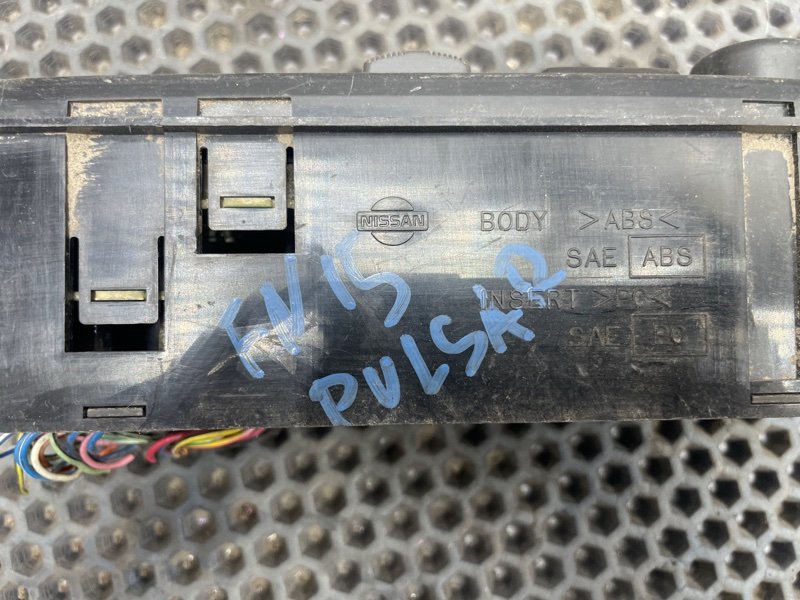 NISSAN
BODY >ABS<
SAE ABS
INSERT >PC<
SAE PC
FN15
PULSAR